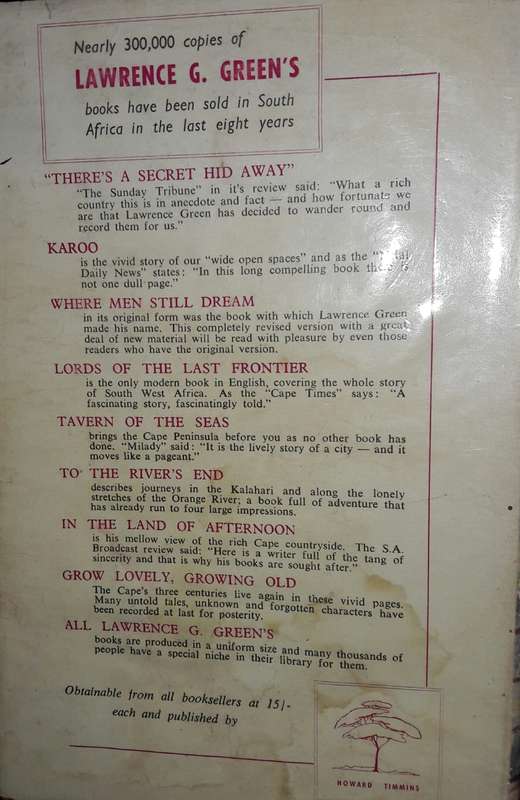 Nearly 300,000 copies of
LAWRENCE G. GREEN'S
books have been sold in South
Africa in the last eight years
"THERE'S A SECRET HID AWAY"
"The Sunday Tribune" in it's review said: "What a rich
country this is in anecdote and fact — and how fortunate we
are that Lawrence Green has decided to wander round and
record them for us."
KAROO
is the vivid story of our "wide open spaces" and as the
Daily News" states: "In this long compelling book there is
not one dull page."
WHERE MEN STILL DREAM
in its original form was the book with which Lawrence Green
made his name. This completely revised version with a great
deal of new material will be read with pleasure by even those
readers who have the original version.
LORDS OF THE LAST FRONTIER
is the only modern book in English, covering the whole story
of South West Africa. As the "Cape Times" says: "A
fascinating story, fascinatingly told."
TAVERN OF THE SEAS
brings the Cape Peninsula before you as no other book has
done. "Milady" said: "It is the lively story of a city — and it
moves like a pageant."
TO THE RIVER'S END
describes journeys in the Kalahari and along the lonely
stretches of the Orange River; a book full of adventure that
has already run to four large impressions.
IN THE LAND OF AFTERNOON
is his mellow view of the rich Cape countryside. The S.A.
Broadcast review said: "Here is a writer full of the tang of
sincerity and that is why his books are sought after."
GROW LOVELY, GROWING OLD
The Cape's three centuries live again in these vivid pages.
Many untold tales, unknown and forgotten characters have
been recorded at last for posterity.
ALL LAWRENCE G. GREEN'S
books are produced in a uniform size and many thousands of
people have a special niche in their library for them.
Obtainable from all booksellers at 15/-
each and published by
HOWARD TIMMINS